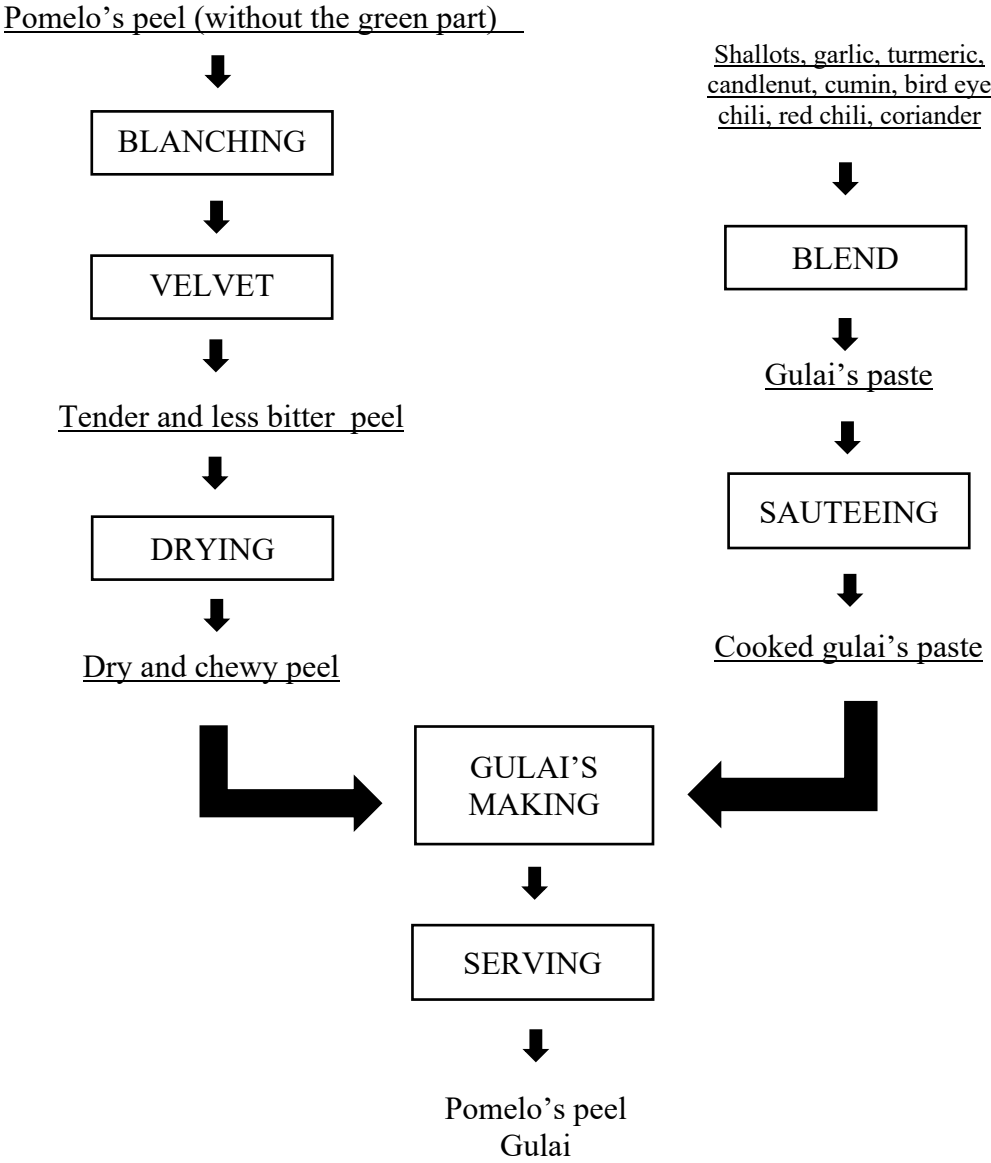 Pomelo’s peel (without the green part)
BLANCHING
VELVET
Tender and less bitter peel
DRYING
Dry and chewy peel
Shallots, garlic, turmeric,
candlenut, cumin, bird eye
chili, red chili, coriander
BLEND
Gulai’s paste
SAUTEEING
Cooked gulai’s paste
GULAI’S
MAKING
SERVING
Pomelo’s peel
Gulai